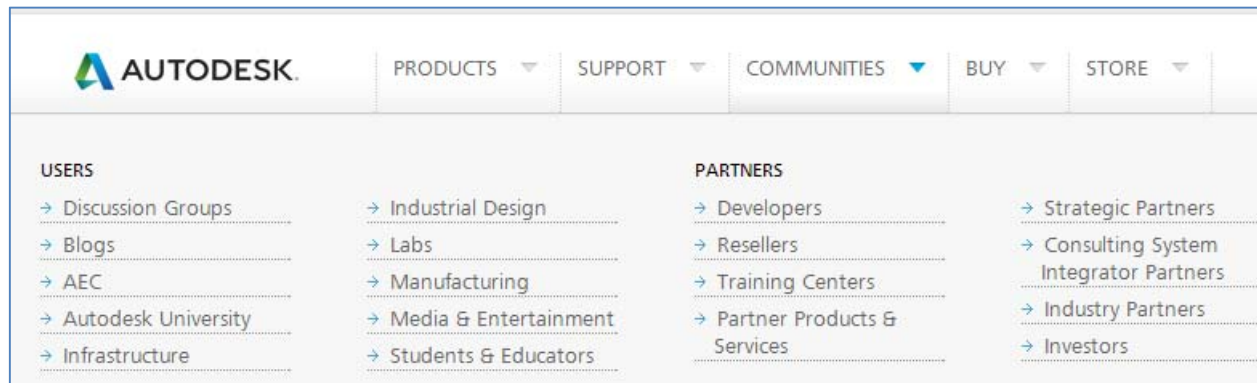 AUTODESK. PRODUCTS SUPPORT COMMUNITIES BUY STORE
USERS
Discussion Groups
Blogs
AEC
Autodesk University
Infrastructure
Industrial Design
Labs
Manufacturing
Media & Entertainment
Students & Educators
PARTNERS
Developers
Resellers
Training Centers
Partner Products &
Services
Strategic Partners
Consulting System
Integrator Partners
Industry Partners
Investors